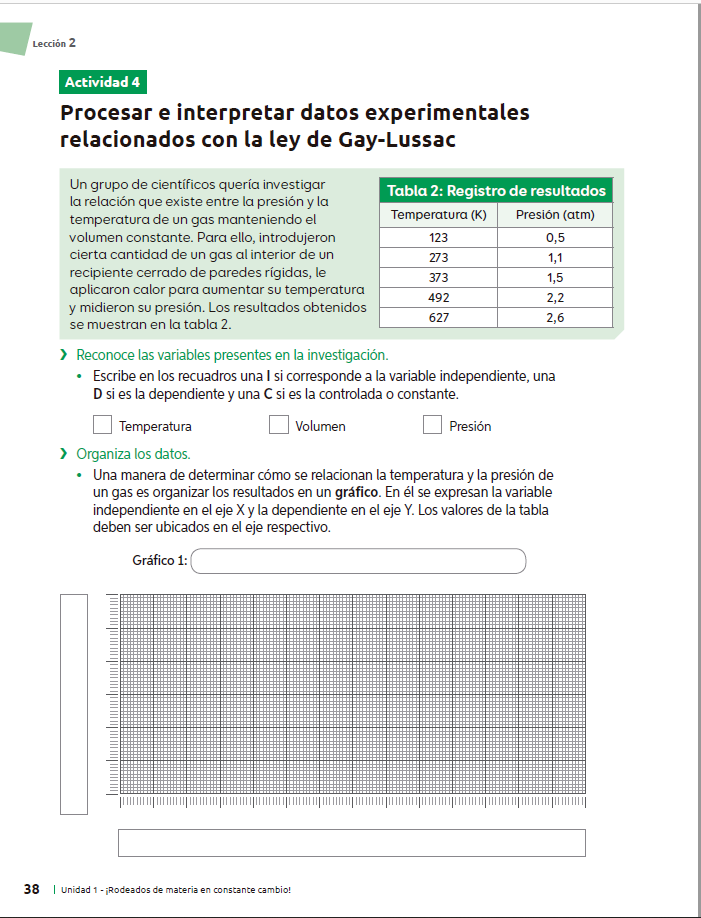 Lección 2
Actividad 4
Procesar e interpretar datos experimentales
relacionados con la ley de Gay-Lussac
Un grupo de científicos quería investigar
la relación que existe entre la presión y la
temperatura de un gas manteniendo el
volumen constante. Para ello, introdujeron
cierta cantidad de un gas al interior de un
recipiente cerrado de paredes rígidas, le
aplicaron calor para aumentar su temperatura
y midieron su presión. Los resultados obtenidos
se muestran en la tabla 2.
Tabla 2: Registro de resultados
Temperatura (K) Presión (atm)
123 0,5
273 1,1
373 1,5
492 2,2
627 2,6
❯ Reconoce las variables presentes en la investigación.
• Escribe en los recuadros una I si corresponde a la variable independiente, una
D si es la dependiente y una C si es la controlada o constante.
Temperatura Volumen Presión
❯ Organiza los datos.
• Una manera de determinar cómo se relacionan la temperatura y la presión de
un gas es organizar los resultados en un gráfico. En él se expresan la variable
independiente en el eje X y la dependiente en el eje Y. Los valores de la tabla
deben ser ubicados en el eje respectivo.
Gráfico 1:
38 | Unidad 1 - ¡Rodeados de materia en constante cambio!